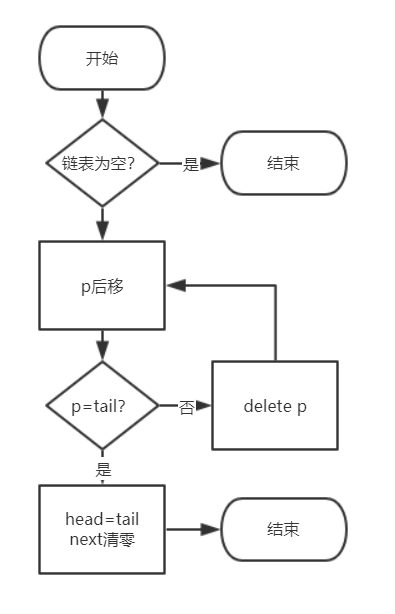 开始
链表为空?
是
结束
p后移
p=tail?
否
delete p
是
head=tail
next清零
结束